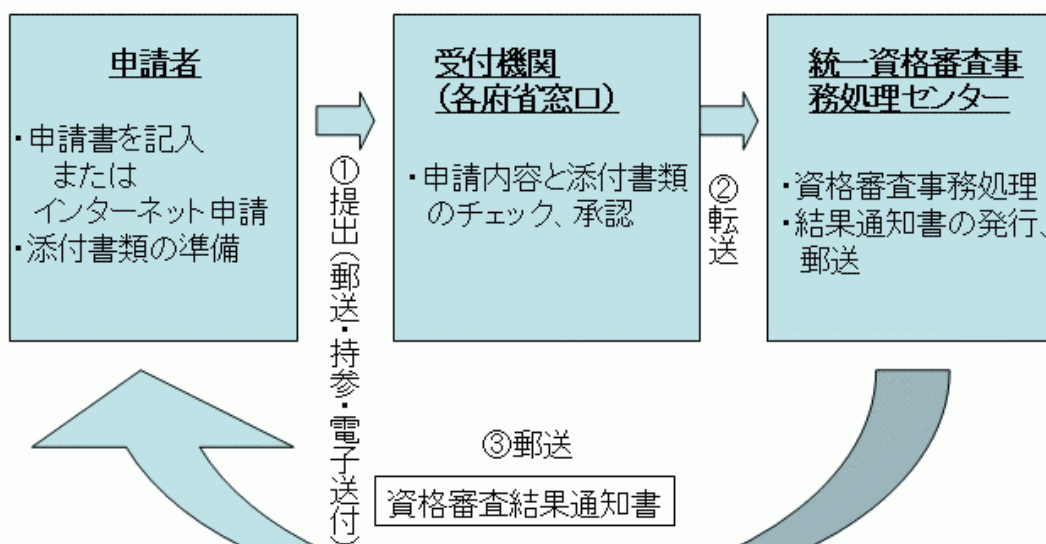 申請者
・申請書を記入
または
インターネット申請
・添付書類の準備
①提出(郵送・持参・電子送付)
受付機関
(各府省窓口)
・申請内容と添付書類
のチェック、承認
②転送
統一資格審査事
務処理センター
・資格審査事務処理
・結果通知書の発行、
郵送
③郵送
資格審査結果通知書